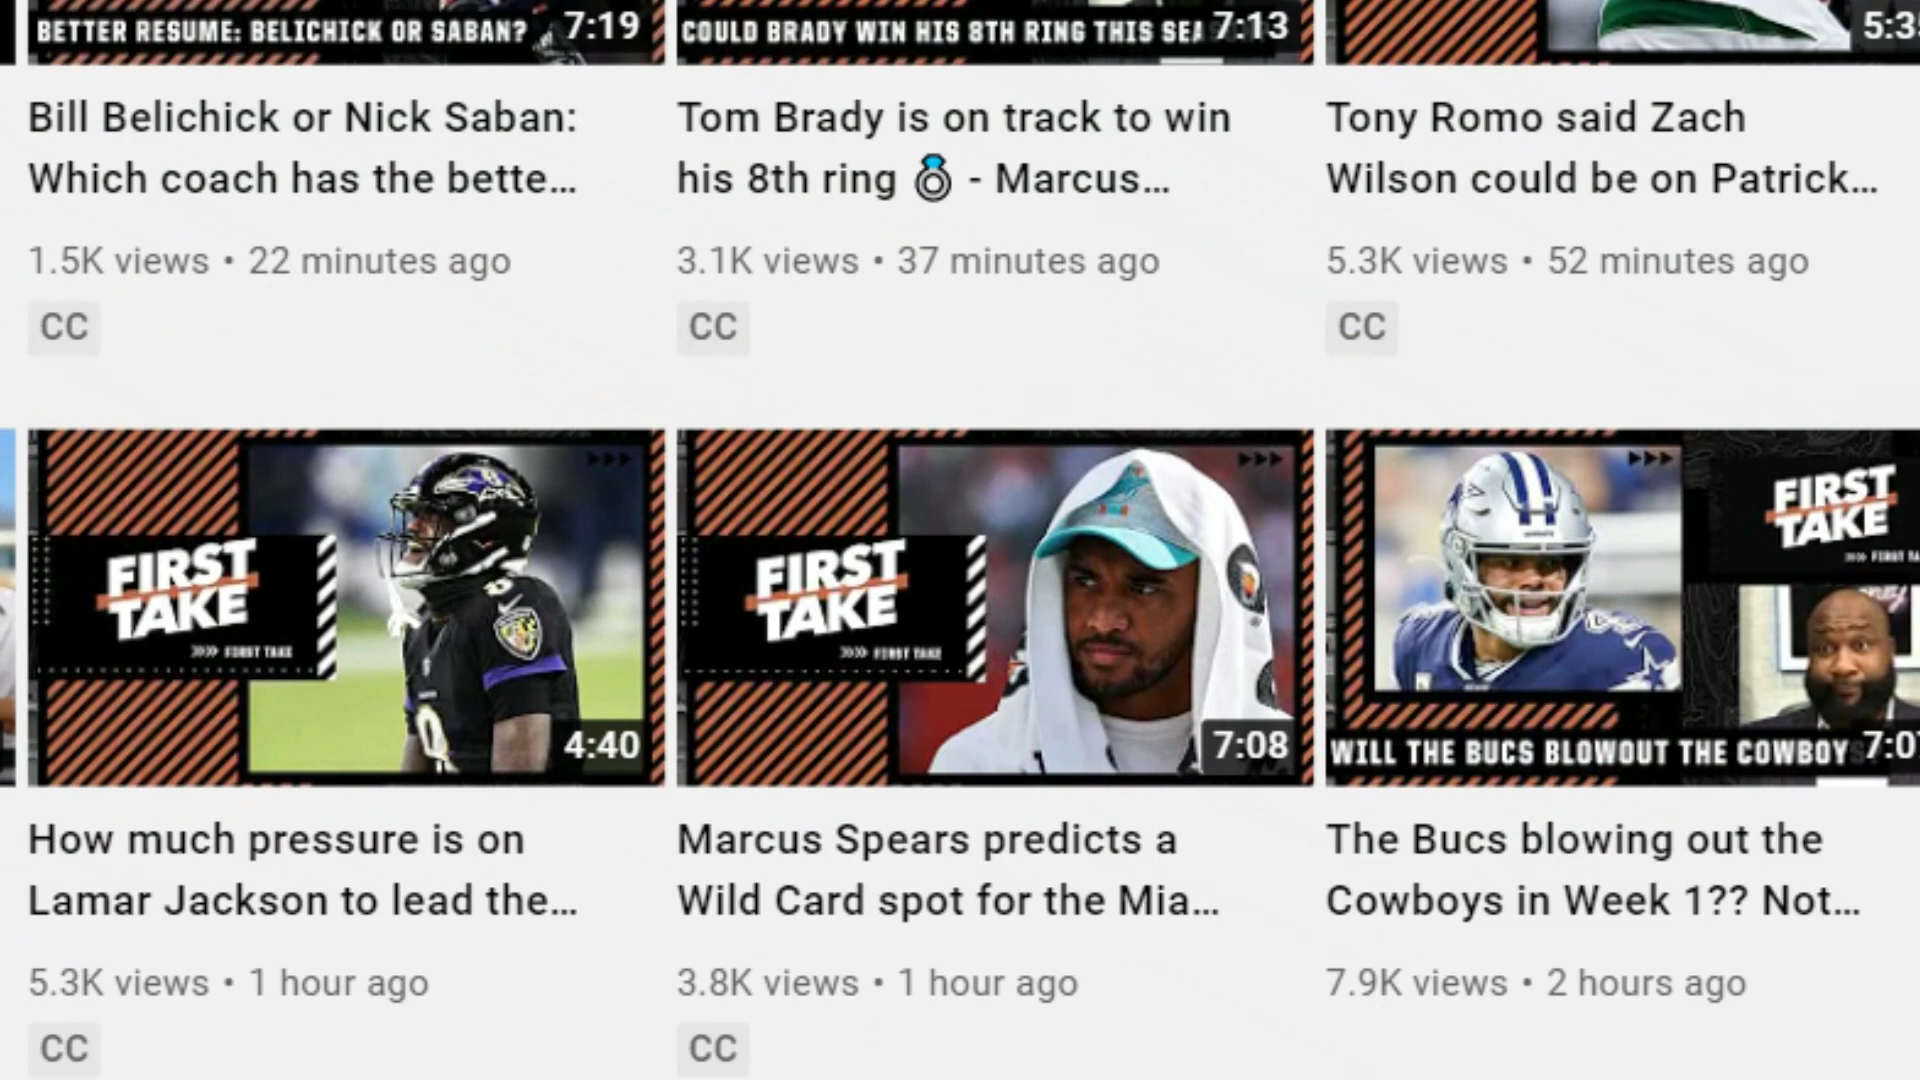 BETTER RESUME: BELICHICK OR SABAN?
7:19
COULD BRADY WIN HIS 8TH RING THIS SEA
7:13
5:3
Bill Belichick or Nick Saban:
Which coach has the bette...
1.5K views • 22 minutes ago
CC
Tom Brady is on track to win
his 8th ring 💍 - Marcus...
3.1K views • 37 minutes ago
CC
Tony Romo said Zach
Wilson could be on Patrick...
5.3K views • 52 minutes ago
CC
FIRST
TAKE
FIRST TAKE
8
4:40
How much pressure is on
Lamar Jackson to lead the...
5.3K views • 1 hour ago
CC
FIRST
TAKE
FIRST TAKE
7:08
Marcus Spears predicts a
Wild Card spot for the Mia...
3.8K views • 1 hour ago
CC
FIRST
TAKE
FIRST TA
WILL THE BUCS BLOWOUT THE COWBOY
7:0
The Bucs blowing out the
Cowboys in Week 1?? Not...
7.9K views • 2 hours ago